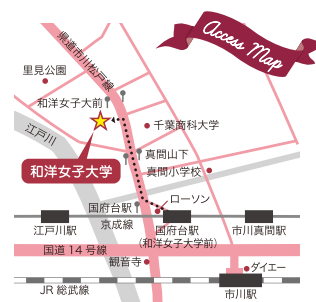 Access Map
県道市川松戸線
里見公園
和洋女子大前
千葉商科大学
江戸川
真間山下
和洋女子大学
真間小学校
ローソン
国府台駅
京成線
江戸川駅
国府台駅
(和洋女子大学前)
市川真間駅
国道14号線
観音寺
ダイエー
JR 総武線
市川駅